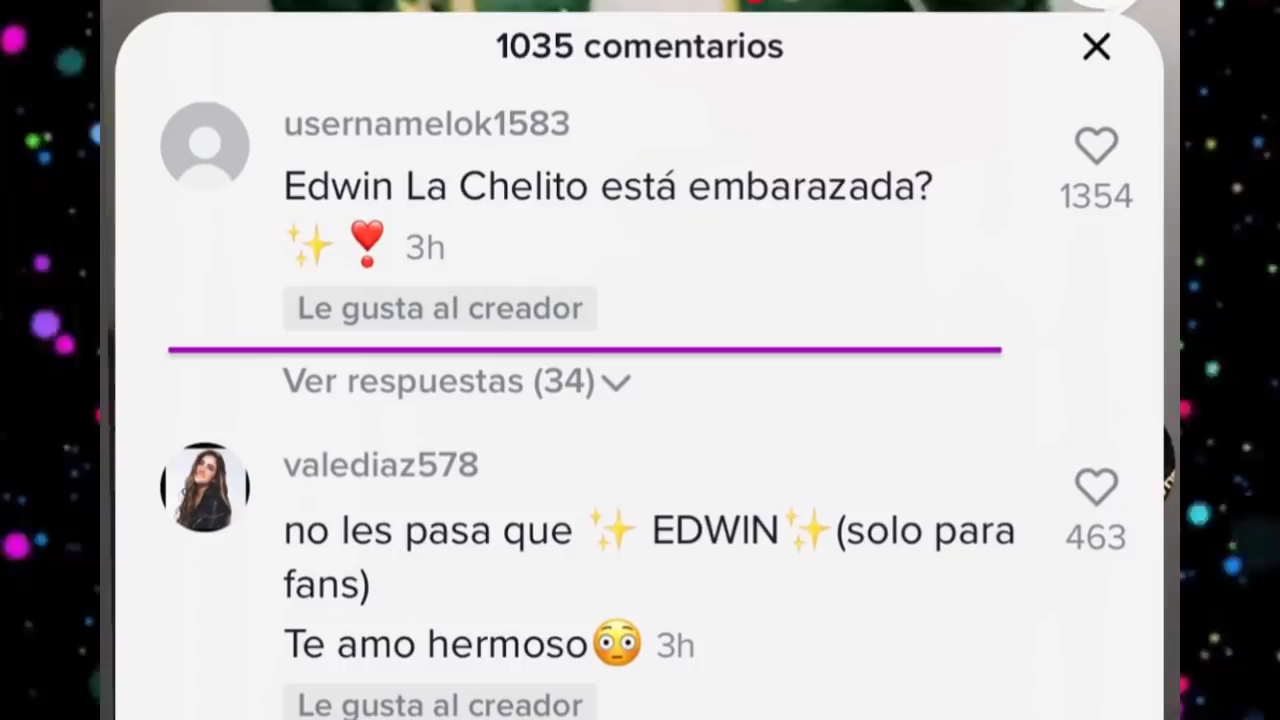 1035 comentarios
usernamelok1583
Edwin La Chelito está embarazada?
✨❣️ 3h
1354
Le gusta al creador
Ver respuestas (34)
valediaz578
no les pasa que ✨ EDWIN✨(solo para
fans)
463
Te amo hermoso😳 3h
Le gusta al creador